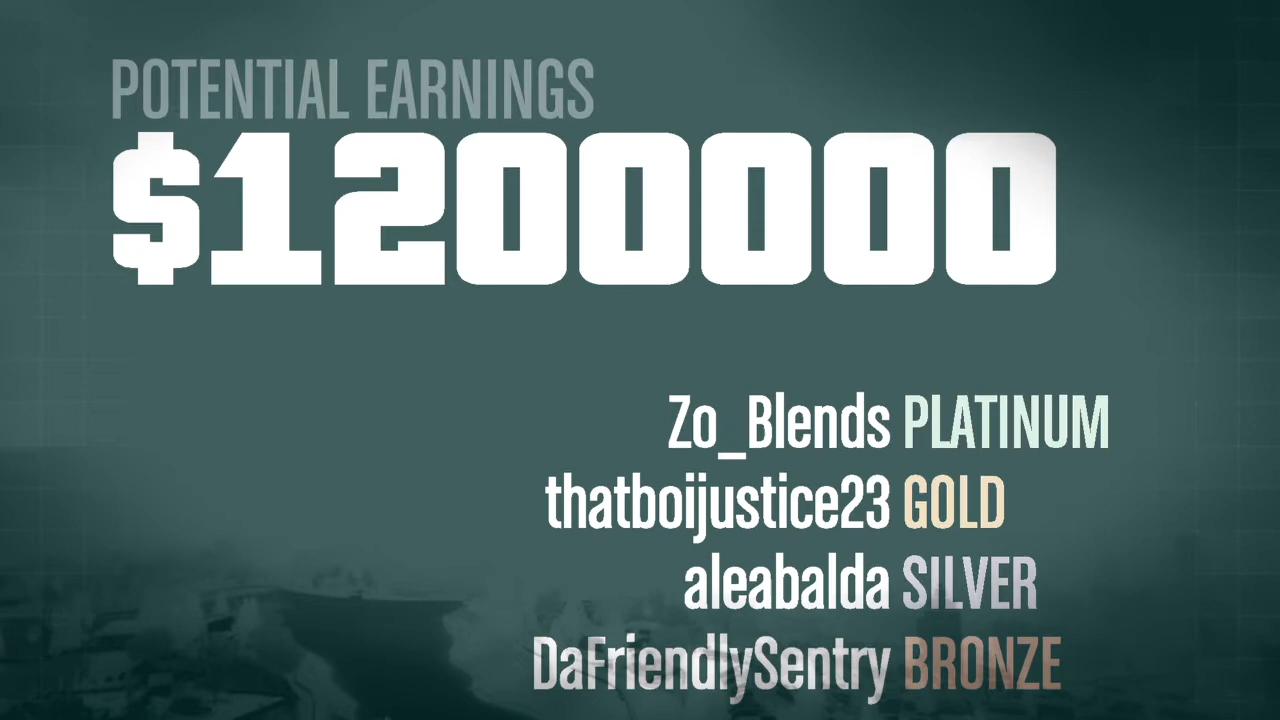 POTENTIAL EARNINGS
$1200000
Zo_Blends PLATINUM
thatboijustice23 GOLD
aleabalda SILVER
DaFriendlySentry BRONZE